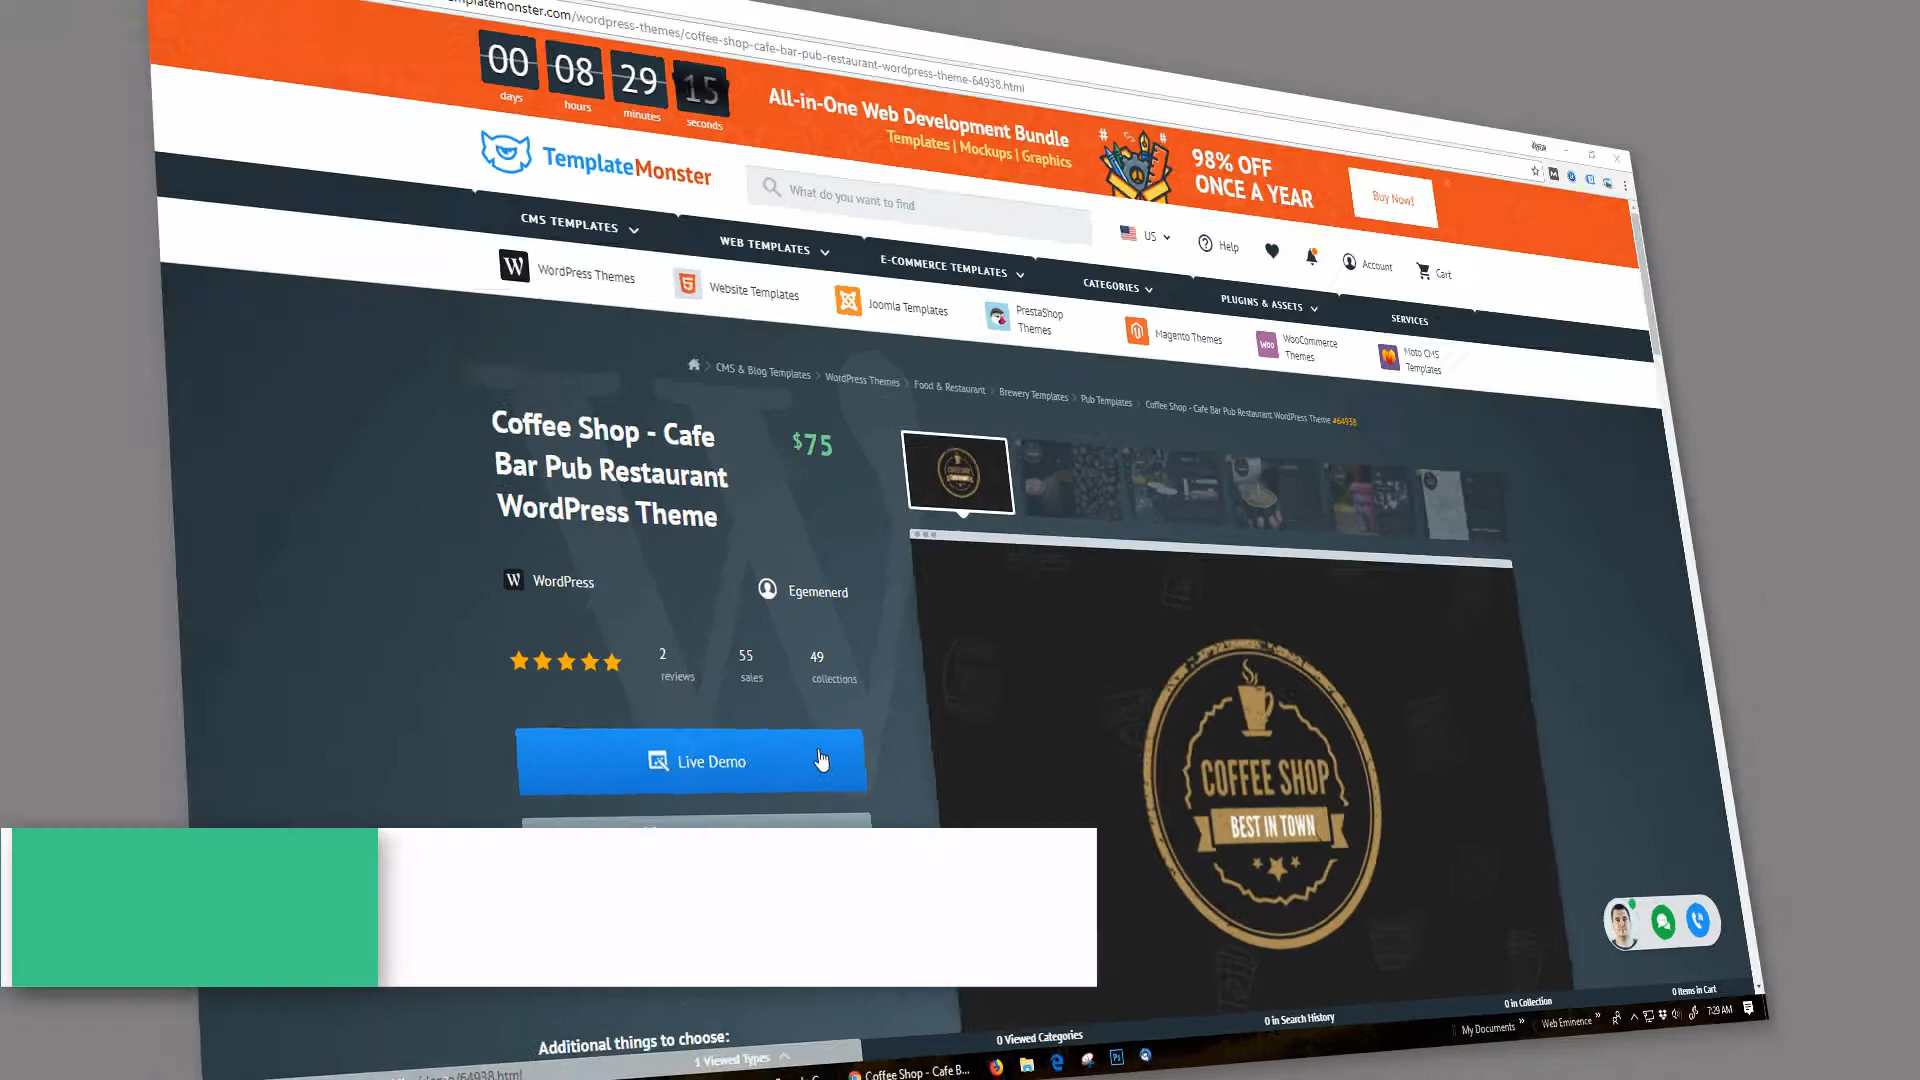 templatemonster.com/wordpress-themes/coffee-shop-cafe-bar-pub-restaurant-wordpress-theme-64938.html
00 08 29 15
days hours minutes seconds
All-in-One Web Development Bundle
Templates | Mockups | Graphics
98% OFF
ONCE A YEAR
Buy Now!
TemplateMonster
What do you want to find
US
Help
Account
Cart
CMS TEMPLATES
WEB TEMPLATES
E-COMMERCE TEMPLATES
CATEGORIES
PLUGINS & ASSETS
SERVICES
WordPress Themes
Website Templates
Joomla Templates
PrestaShop
Themes
Magento Themes
WooCommerce
Themes
Moto CMS
Templates
CMS & Blog Templates > WordPress Themes > Food & Restaurant > Brewery Templates > Pub Templates > Coffee Shop - Cafe Bar Pub Restaurant WordPress Theme #64938
Coffee Shop - Cafe
Bar Pub Restaurant
WordPress Theme
$75
WordPress
Egemenerd
2
reviews
55
sales
49
collections
Live Demo
COFFEE SHOP
BEST IN TOWN
Additional things to choose:
1 Viewed Types
0 Viewed Categories
0 in Search History
0 in Collection
0 Items in Cart
Coffee Shop - Cafe B...
My Documents
Web Eminence
7:29 AM